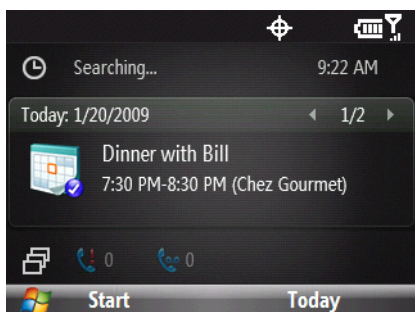 Searching... 9:22 AM
Today: 1/20/2009 1/2
Dinner with Bill
7:30 PM-8:30 PM (Chez Gourmet)
0 0
Start Today